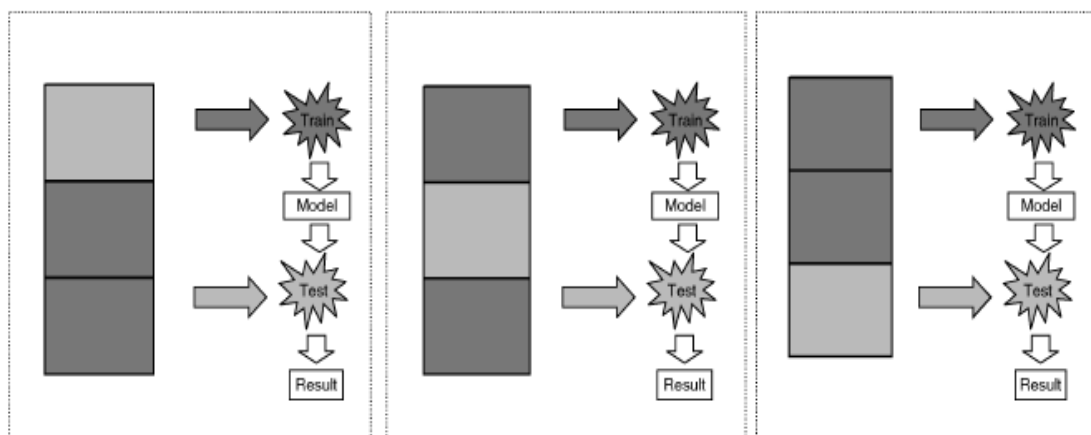 Train
Model
Test
Result
Train
Model
Test
Result
Train
Model
Test
Result